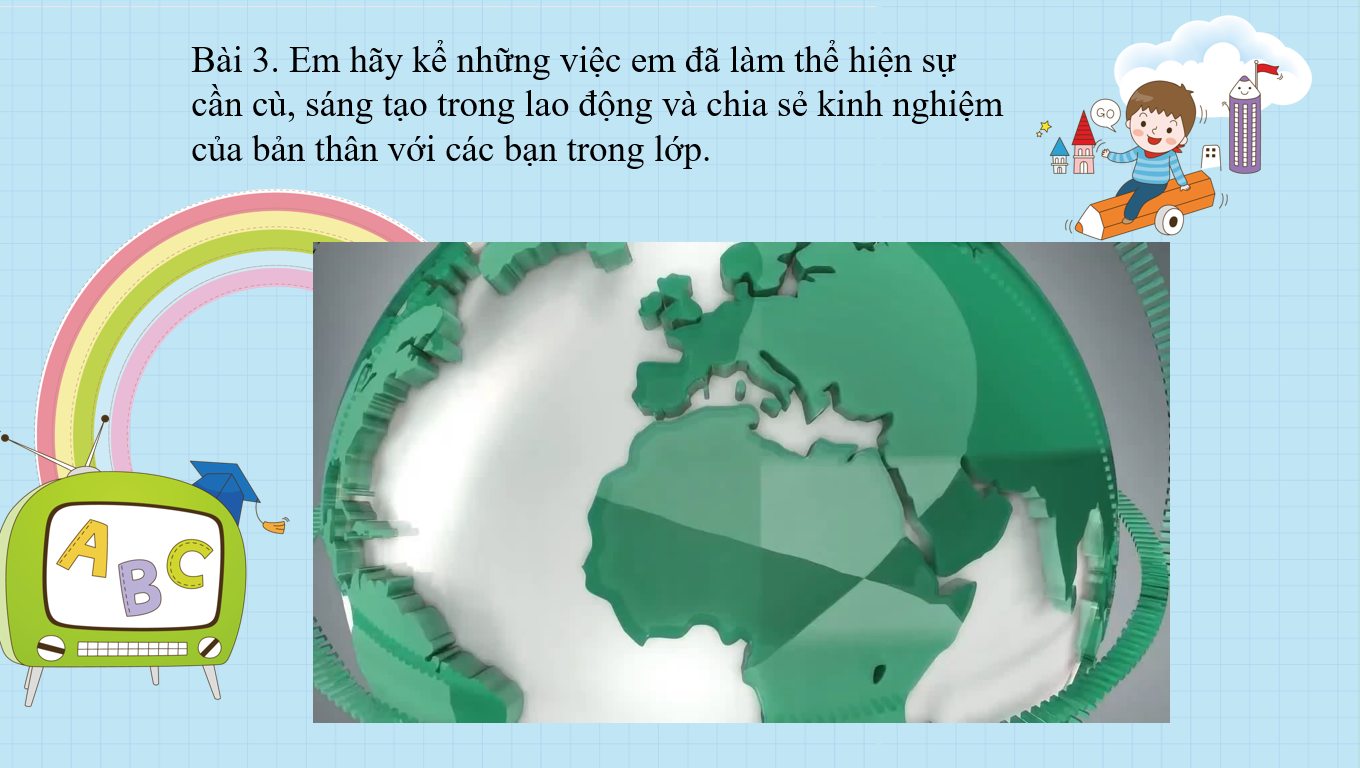 Bài 3. Em hãy kể những việc em đã làm thể hiện sự
cần cù, sáng tạo trong lao động và chia sẻ kinh nghiệm
của bản thân với các bạn trong lớp.
GO
A B C